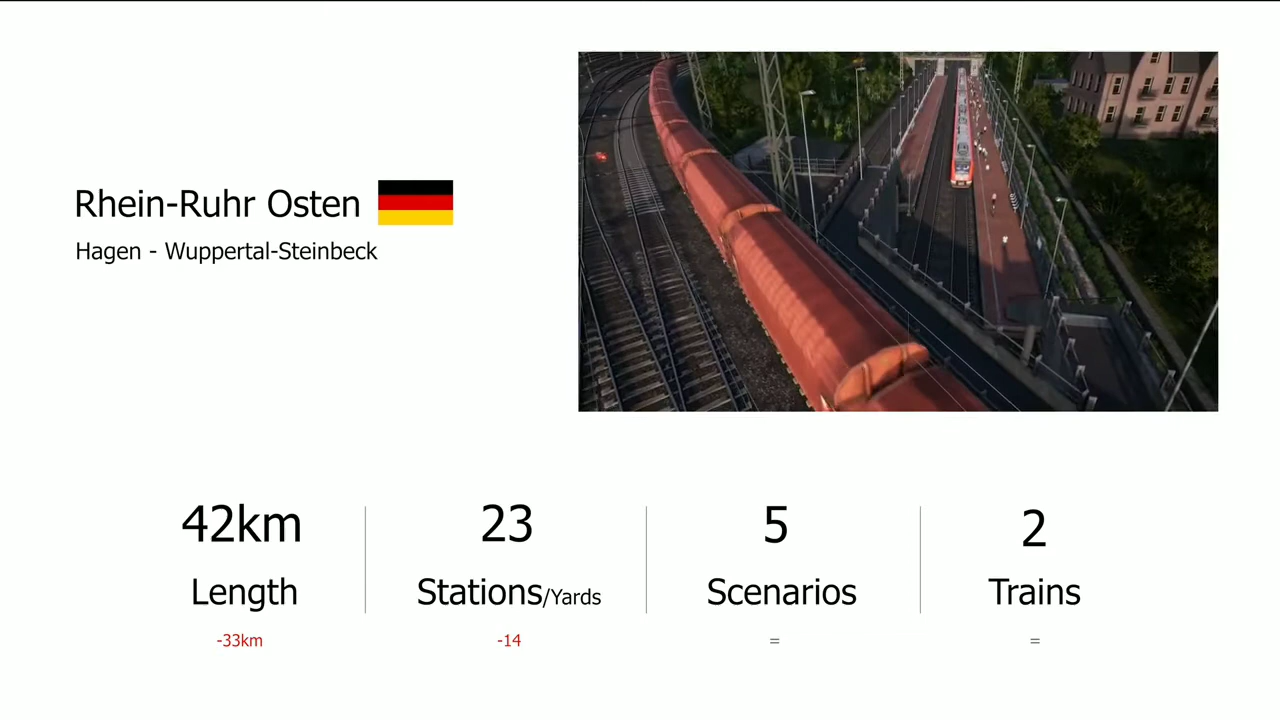 Rhein-Ruhr Osten
Hagen - Wuppertal-Steinbeck
42km
Length
-33km
23
Stations/Yards
-14
5
Scenarios
=
2
Trains
=